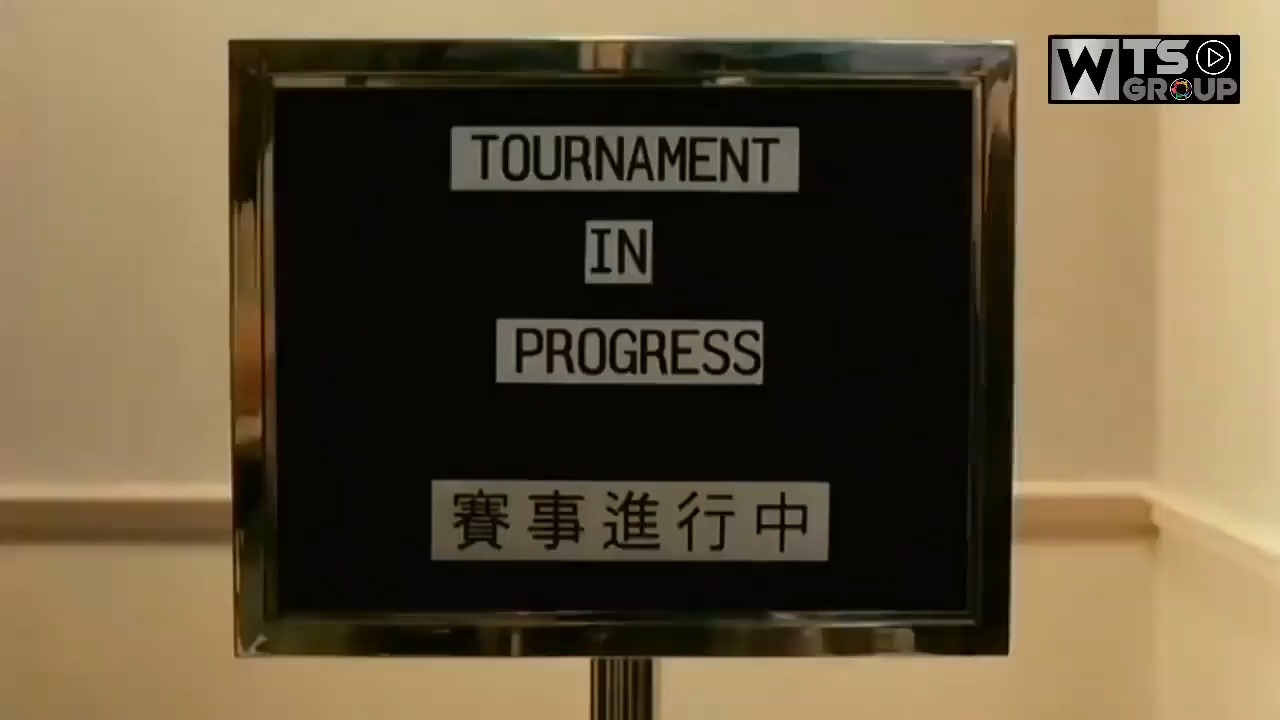 WTS
GROUP
TOURNAMENT
IN
PROGRESS
賽事進行中